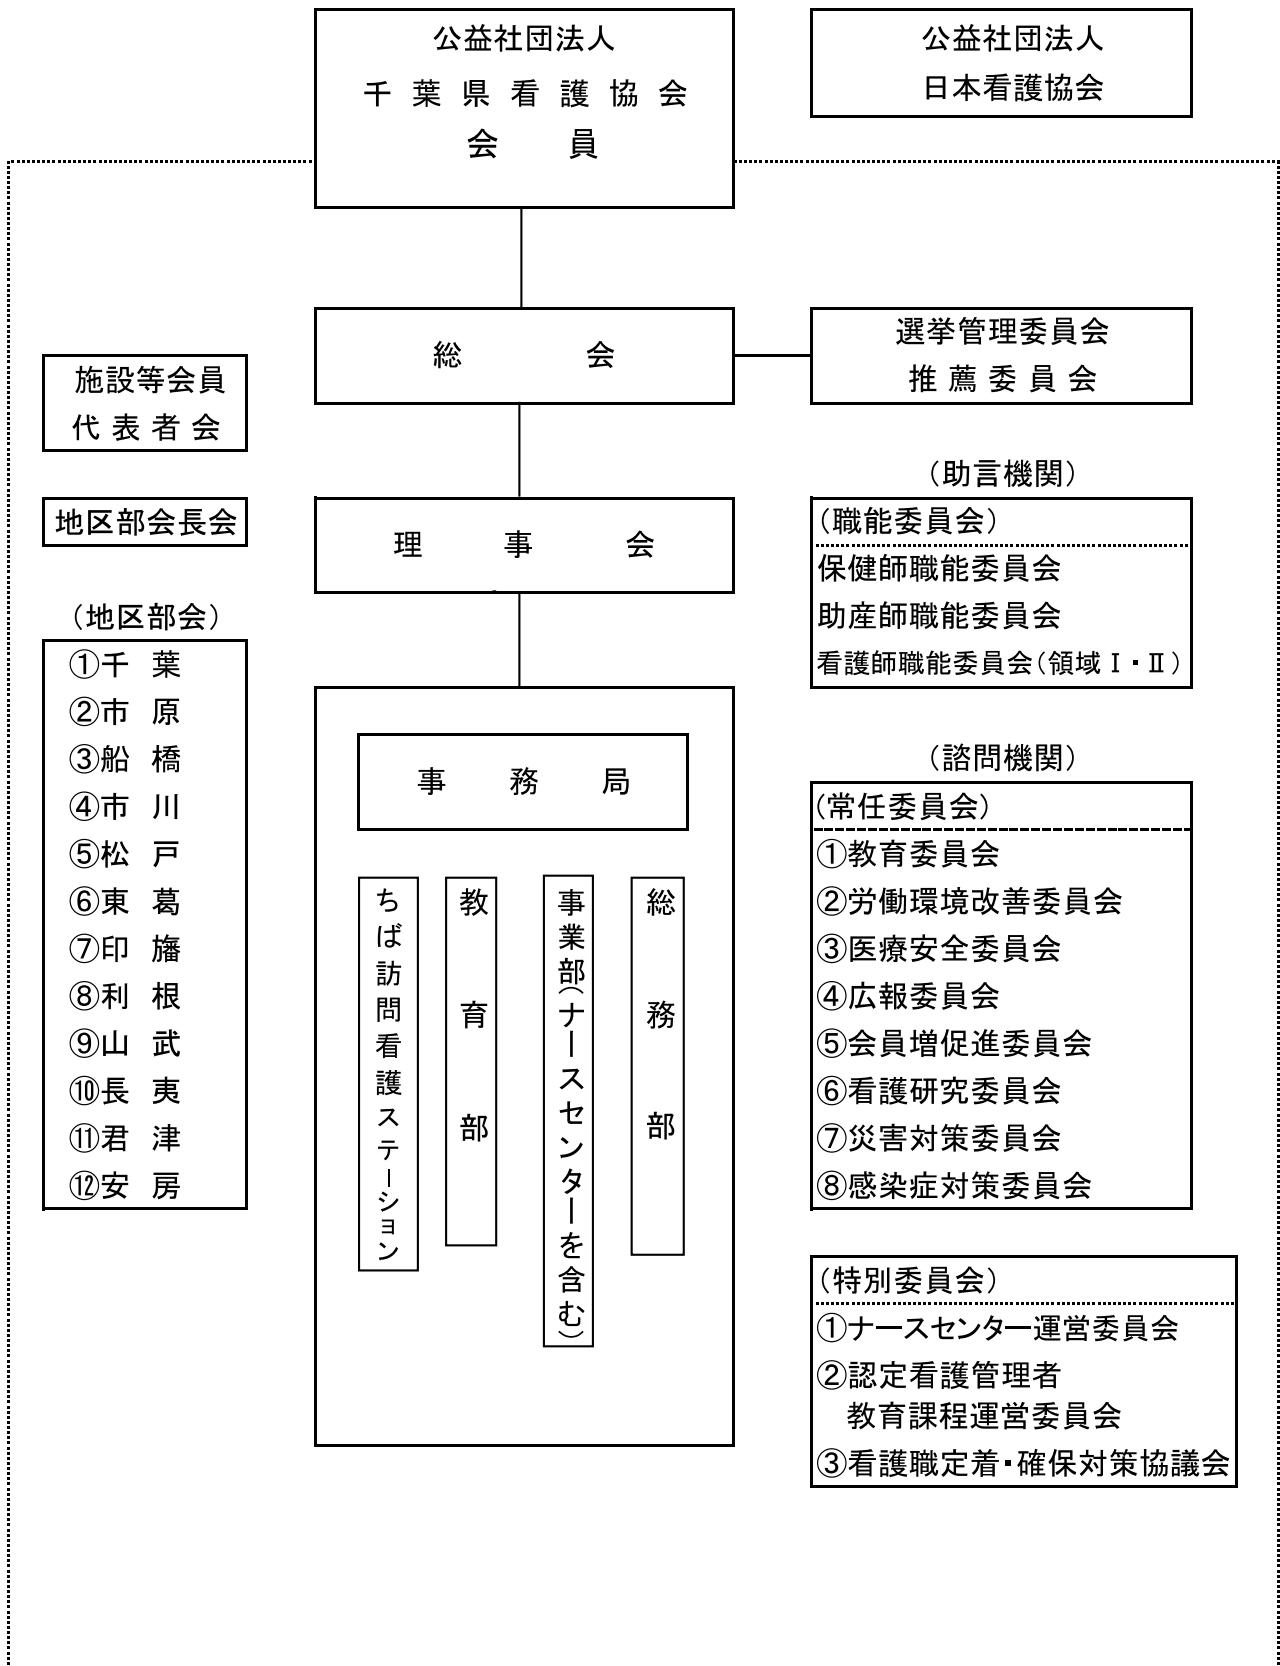 公益社団法人
千葉県看護協会
会員
公益社団法人
日本看護協会
総会
選挙管理委員会
推薦委員会
施設等会員
代表者会
地区部会長会
理事会
（助言機関）
（職能委員会）
保健師職能委員会
助産師職能委員会
看護師職能委員会（領域Ⅰ・Ⅱ）
（地区部会）
①千葉
②市原
③船橋
④市川
⑤松戸
⑥東葛
⑦印旛
⑧利根
⑨山武
⑩長夷
⑪君津
⑫安房
事務局
総務部
事業部（ナースセンターを含む）
教育部
ちば訪問看護ステーション
（諮問機関）
（常任委員会）
①教育委員会
②労働環境改善委員会
③医療安全委員会
④広報委員会
⑤会員増促進委員会
⑥看護研究委員会
⑦災害対策委員会
⑧感染症対策委員会
（特別委員会）
①ナースセンター運営委員会
②認定看護管理者
教育課程運営委員会
③看護職定着・確保対策協議会